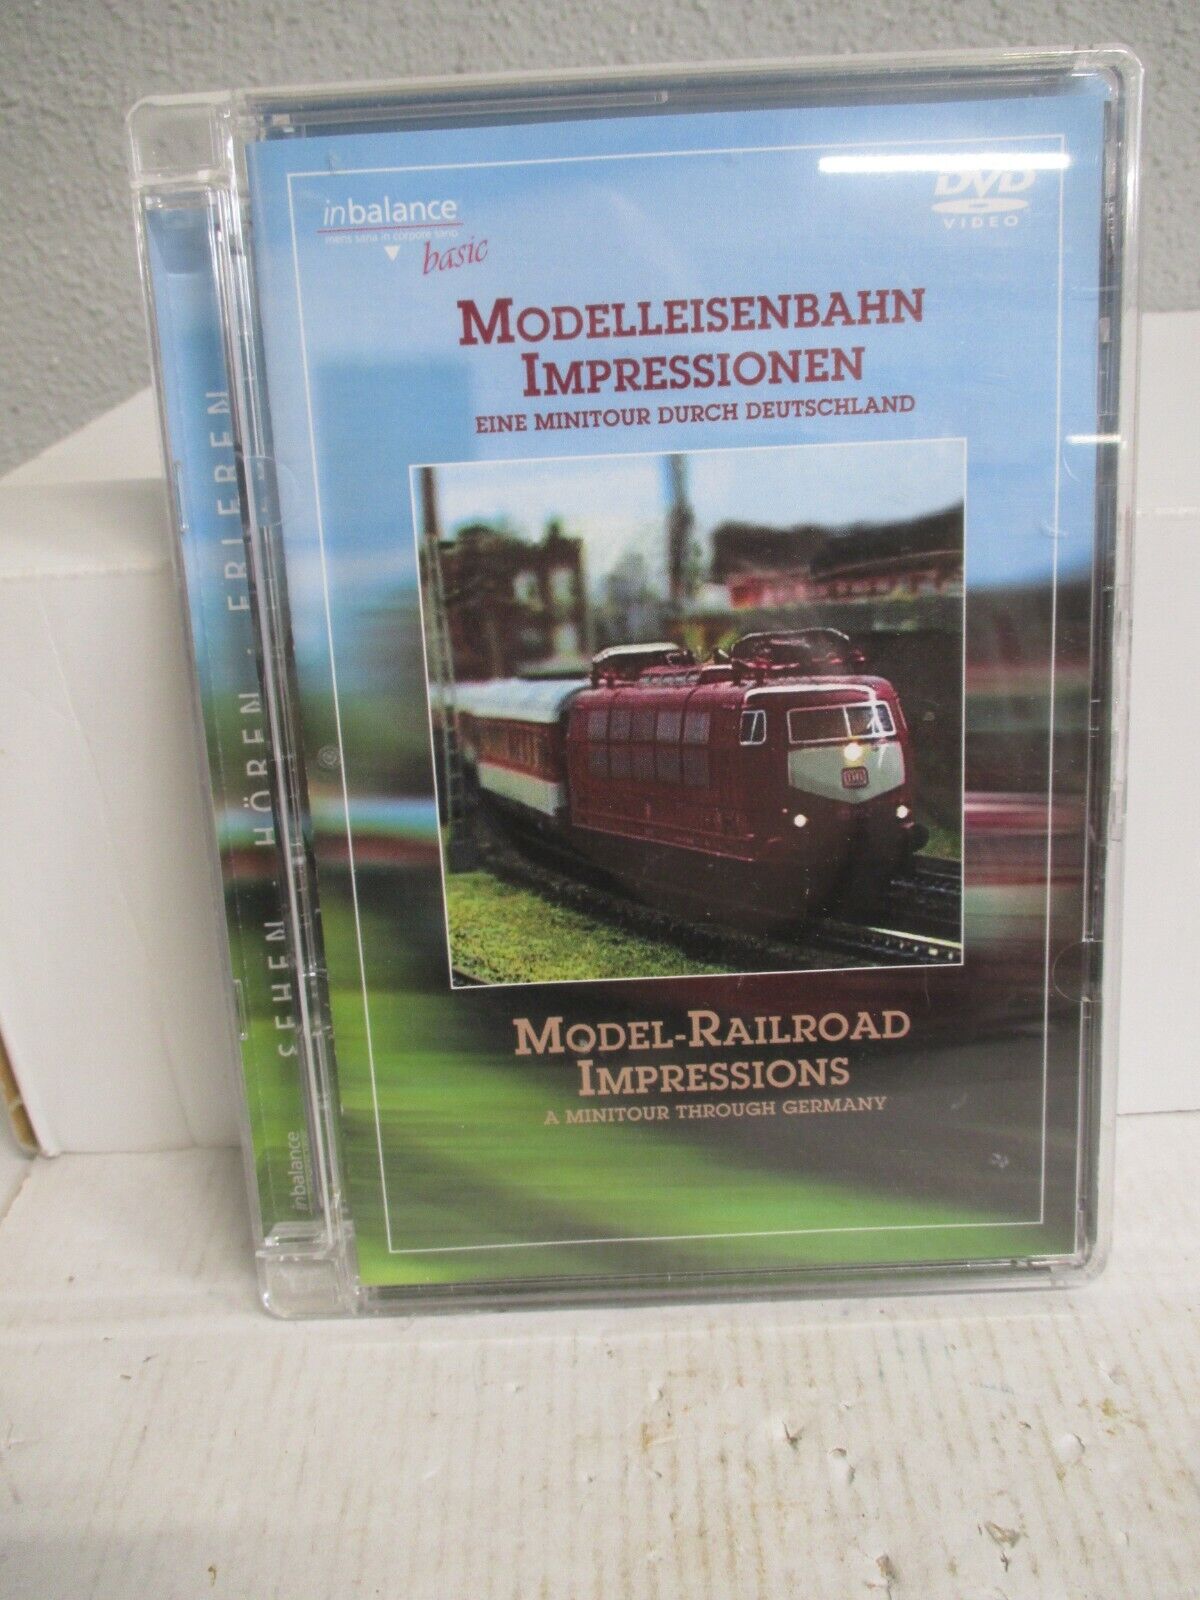 inbalance
mens sana in corpore sano
basic
DVD
VIDEO
MODELLEISENBAHN
IMPRESSIONEN
EINE MINITOUR DURCH DEUTSCHLAND
MODEL-RAILROAD
IMPRESSIONS
A MINITOUR THROUGH GERMANY
SEHEN · HÖREN · ERLEBEN
inbalance